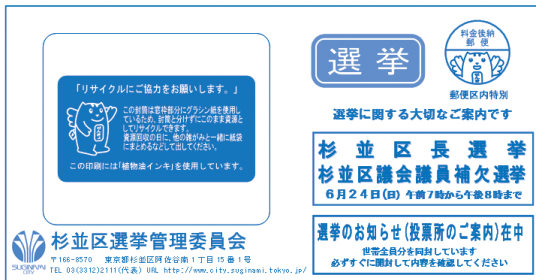 「リサイクルにご協力をお願いします。」
この封筒は窓枠部分にグラシン紙を使用し
ているため、封筒と分けずにこのまま資源と
してリサイクルできます。
資源回収の日に、他の雑がみと一緒に紙袋
にまとめるなどして出してください。
この印刷には「植物油インキ」を使用しています。
選挙
料金後納
郵便
郵便区内特別
選挙に関する大切なご案内です
杉並区長選挙
杉並区議会議員補欠選挙
6月24日(日) 午前7時から午後8時まで
選挙のお知らせ(投票所のご案内)在中
世帯全員分を同封しています
必ずすぐに開封して内容を確認してください
SUGINAMI
CITY
杉並区選挙管理委員会
〒166-8570 東京都杉並区阿佐谷南1丁目15番1号
TEL 03(3312)2111(代表) URL http://www.city.suginami.tokyo.jp/